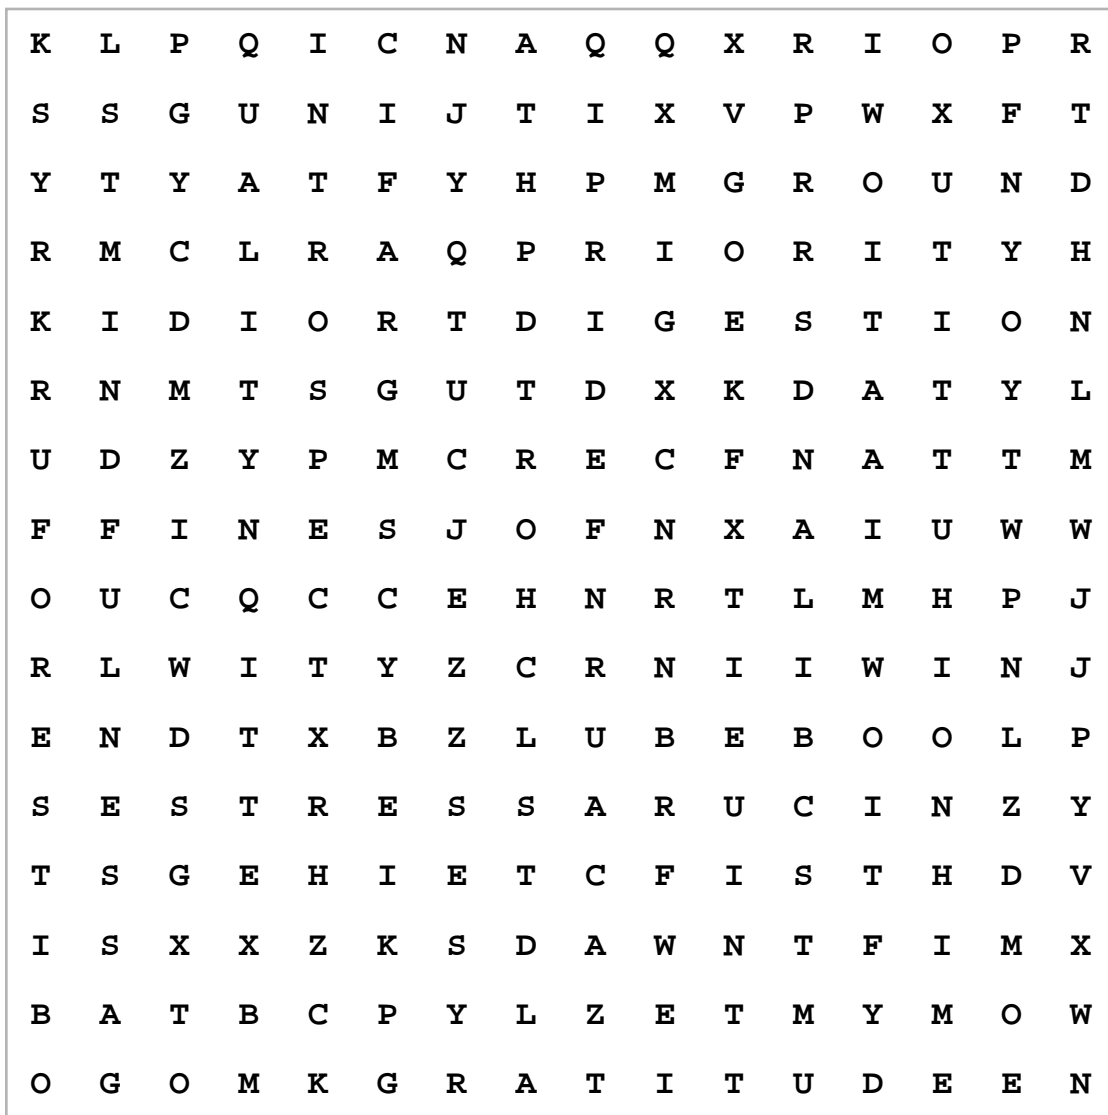 K L P Q I C N A Q Q X R I O P R
S S G U N I J T I X V P W X F T
Y T Y A T F Y H P M G R O U N D
R M C L R A Q P R I O R I T Y H
K I D I O R T D I G E S T I O N
R N M T S G U T D X K D A T Y L
U D Z Y P M C R E C F N A T T M
F F I N E S J O F N X A I U W W
O U C Q C C E H N R T L M H P J
R L W I T Y Z C R N I I W I N J
E N D T X B Z L U B E B O O L P
S E S T R E S S A R U C I N Z Y
T S G E H I E T C F I S T H D V
I S X X Z K S D A W N T F I M X
B A T B C P Y L Z E T M Y M O W
O G O M K G R A T I T U D E E N